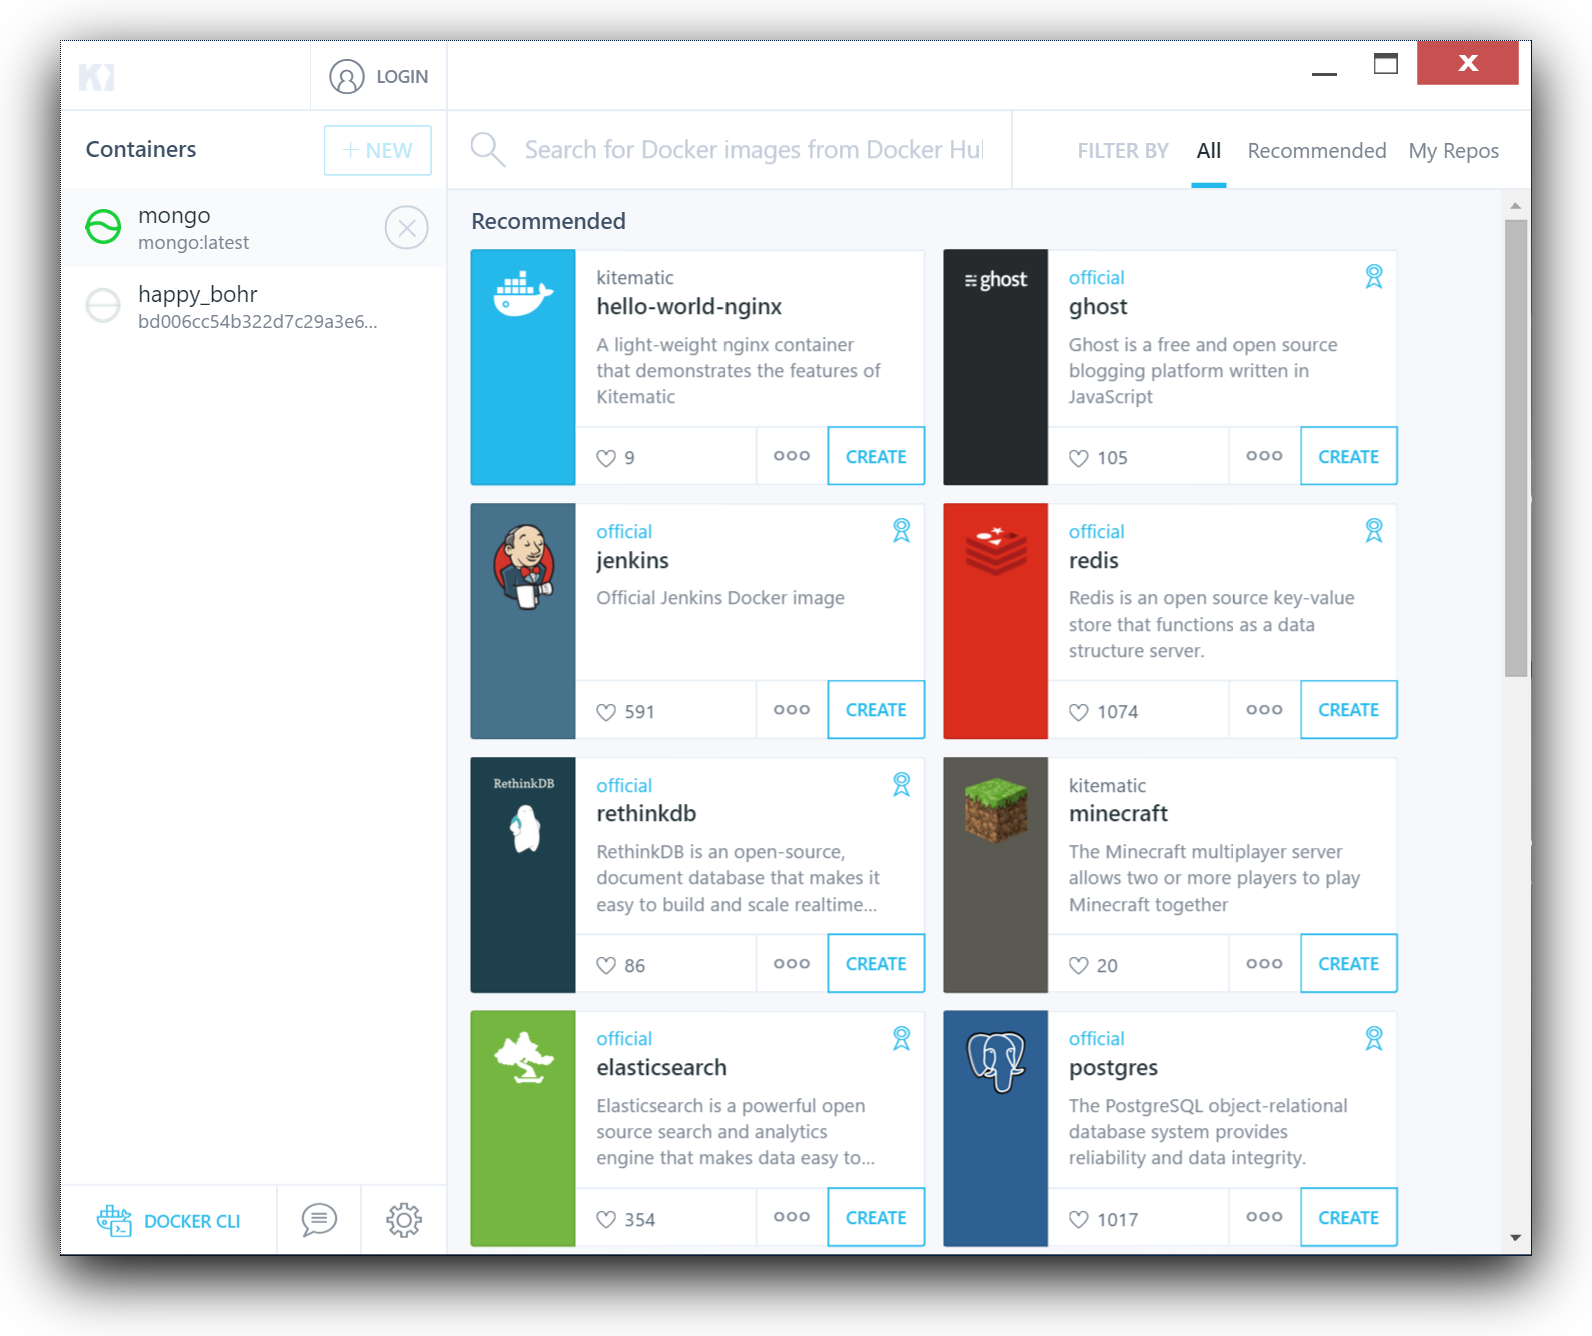 LOGIN
Containers
+ NEW
Search for Docker images from Docker Hu
FILTER BY
All
Recommended
My Repos
mongo
mongo:latest
happy_bohr
bd006cc54b322d7c29a3e6...
Recommended
kitematic
hello-world-nginx
A light-weight nginx container
that demonstrates the features of
Kitematic
9
CREATE
ghost
official
ghost
Ghost is a free and open source
blogging platform written in
JavaScript
105
CREATE
official
jenkins
Official Jenkins Docker image
591
CREATE
official
redis
Redis is an open source key-value
store that functions as a data
structure server.
1074
CREATE
RethinkDB
official
rethinkdb
RethinkDB is an open-source,
document database that makes it
easy to build and scale realtime...
86
CREATE
kitematic
minecraft
The Minecraft multiplayer server
allows two or more players to play
Minecraft together
20
CREATE
official
elasticsearch
Elasticsearch is a powerful open
source search and analytics
engine that makes data easy to...
354
CREATE
official
postgres
The PostgreSQL object-relational
database system provides
reliability and data integrity.
1017
CREATE
DOCKER CLI